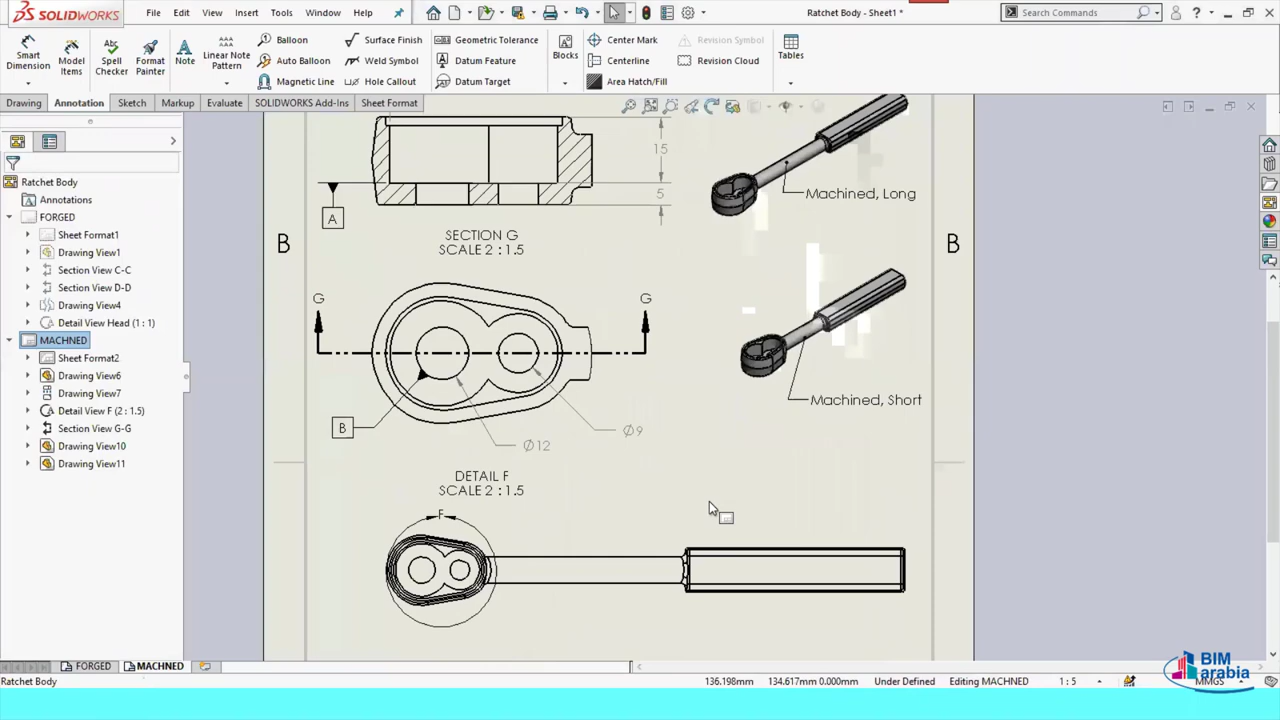 SOLIDWORKS
File Edit View Insert Tools Window Help
Ratchet Body - Sheet1 *
Search Commands
Smart Dimension
Model Items
Spell Checker
Format Painter
Note
Linear Note Pattern
Balloon
Auto Balloon
Magnetic Line
Surface Finish
Weld Symbol
Hole Callout
Geometric Tolerance
Datum Feature
Datum Target
Blocks
Center Mark
Centerline
Area Hatch/Fill
Revision Symbol
Revision Cloud
Tables
Drawing Annotation Sketch Markup Evaluate SOLIDWORKS Add-Ins Sheet Format
Ratchet Body
Annotations
FORGED
Sheet Format1
Drawing View1
Section View C-C
Section View D-D
Drawing View4
Detail View Head (1 : 1)
MACHNED
Sheet Format2
Drawing View6
Drawing View7
Detail View F (2 : 1.5)
Section View G-G
Drawing View10
Drawing View11
15
5
A
SECTION G
SCALE 2 : 1.5
B
B
G
G
B
Ø12
Ø9
DETAIL F
SCALE 2 : 1.5
F
Machined, Long
Machined, Short
FORGED MACHNED
Ratchet Body
136.198mm 134.617mm 0.000mm Under Defined Editing MACHNED 1 : 5 MMGS
BIM
arabia